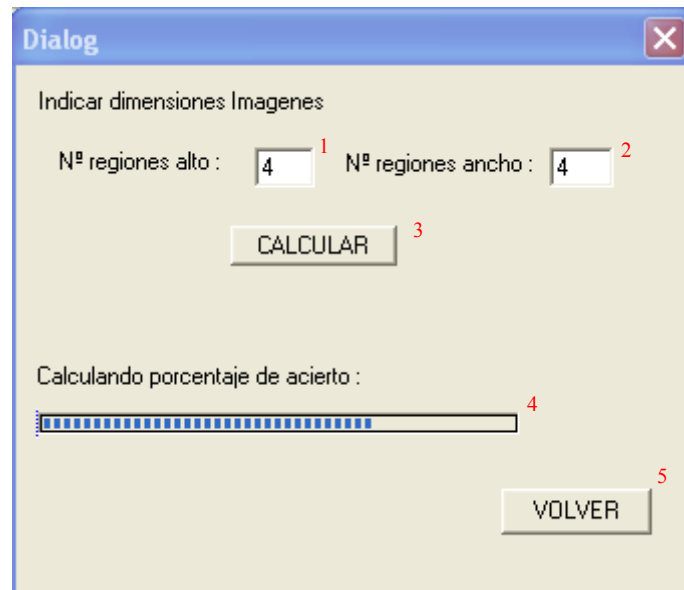 Dialog
Indicar dimensiones Imagenes
Nº regiones alto : 4 1 Nº regiones ancho : 4 2
CALCULAR 3
Calculando porcentaje de acierto :
4
VOLVER 5